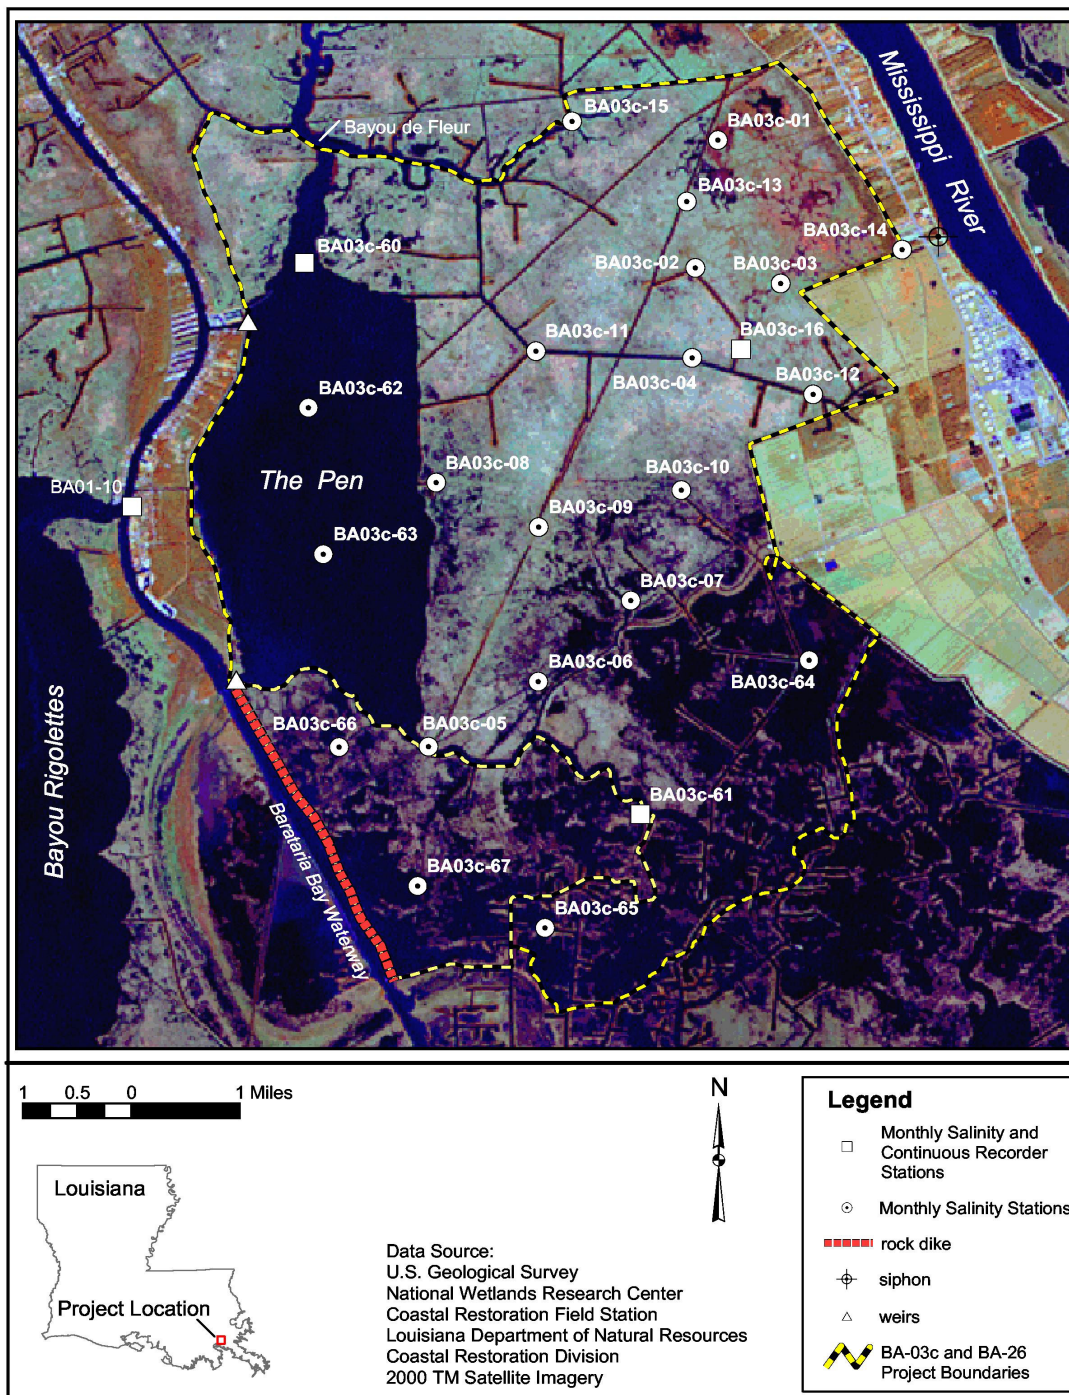 Mississippi River
BA03c-15
BA03c-01
Bayou de Fleur
BA03c-13
BA03c-14
BA03c-60
BA03c-02
BA03c-03
BA03c-11
BA03c-16
BA03c-04
BA03c-12
BA03c-62
BA03c-08
BA03c-10
The Pen
BA01-10
BA03c-09
BA03c-63
BA03c-07
BA03c-06
BA03c-64
BA03c-66
BA03c-05
Bayou Rigolettes
BA03c-61
Barataria Bay Waterway
BA03c-67
BA03c-65
1 0.5 0 1 Miles
N
Louisiana
Project Location
Data Source:
U.S. Geological Survey
National Wetlands Research Center
Coastal Restoration Field Station
Louisiana Department of Natural Resources
Coastal Restoration Division
2000 TM Satellite Imagery
Legend
Monthly Salinity and
Continuous Recorder
Stations
Monthly Salinity Stations
rock dike
siphon
weirs
BA-03c and BA-26
Project Boundaries